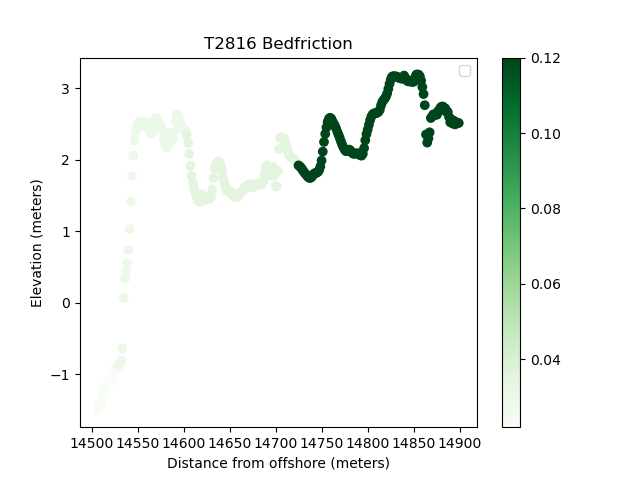 T2816 Bedfriction
3
2
1
0
−1
Elevation (meters)
14500 14550 14600 14650 14700 14750 14800 14850 14900
Distance from offshore (meters)
0.12
0.10
0.08
0.06
0.04